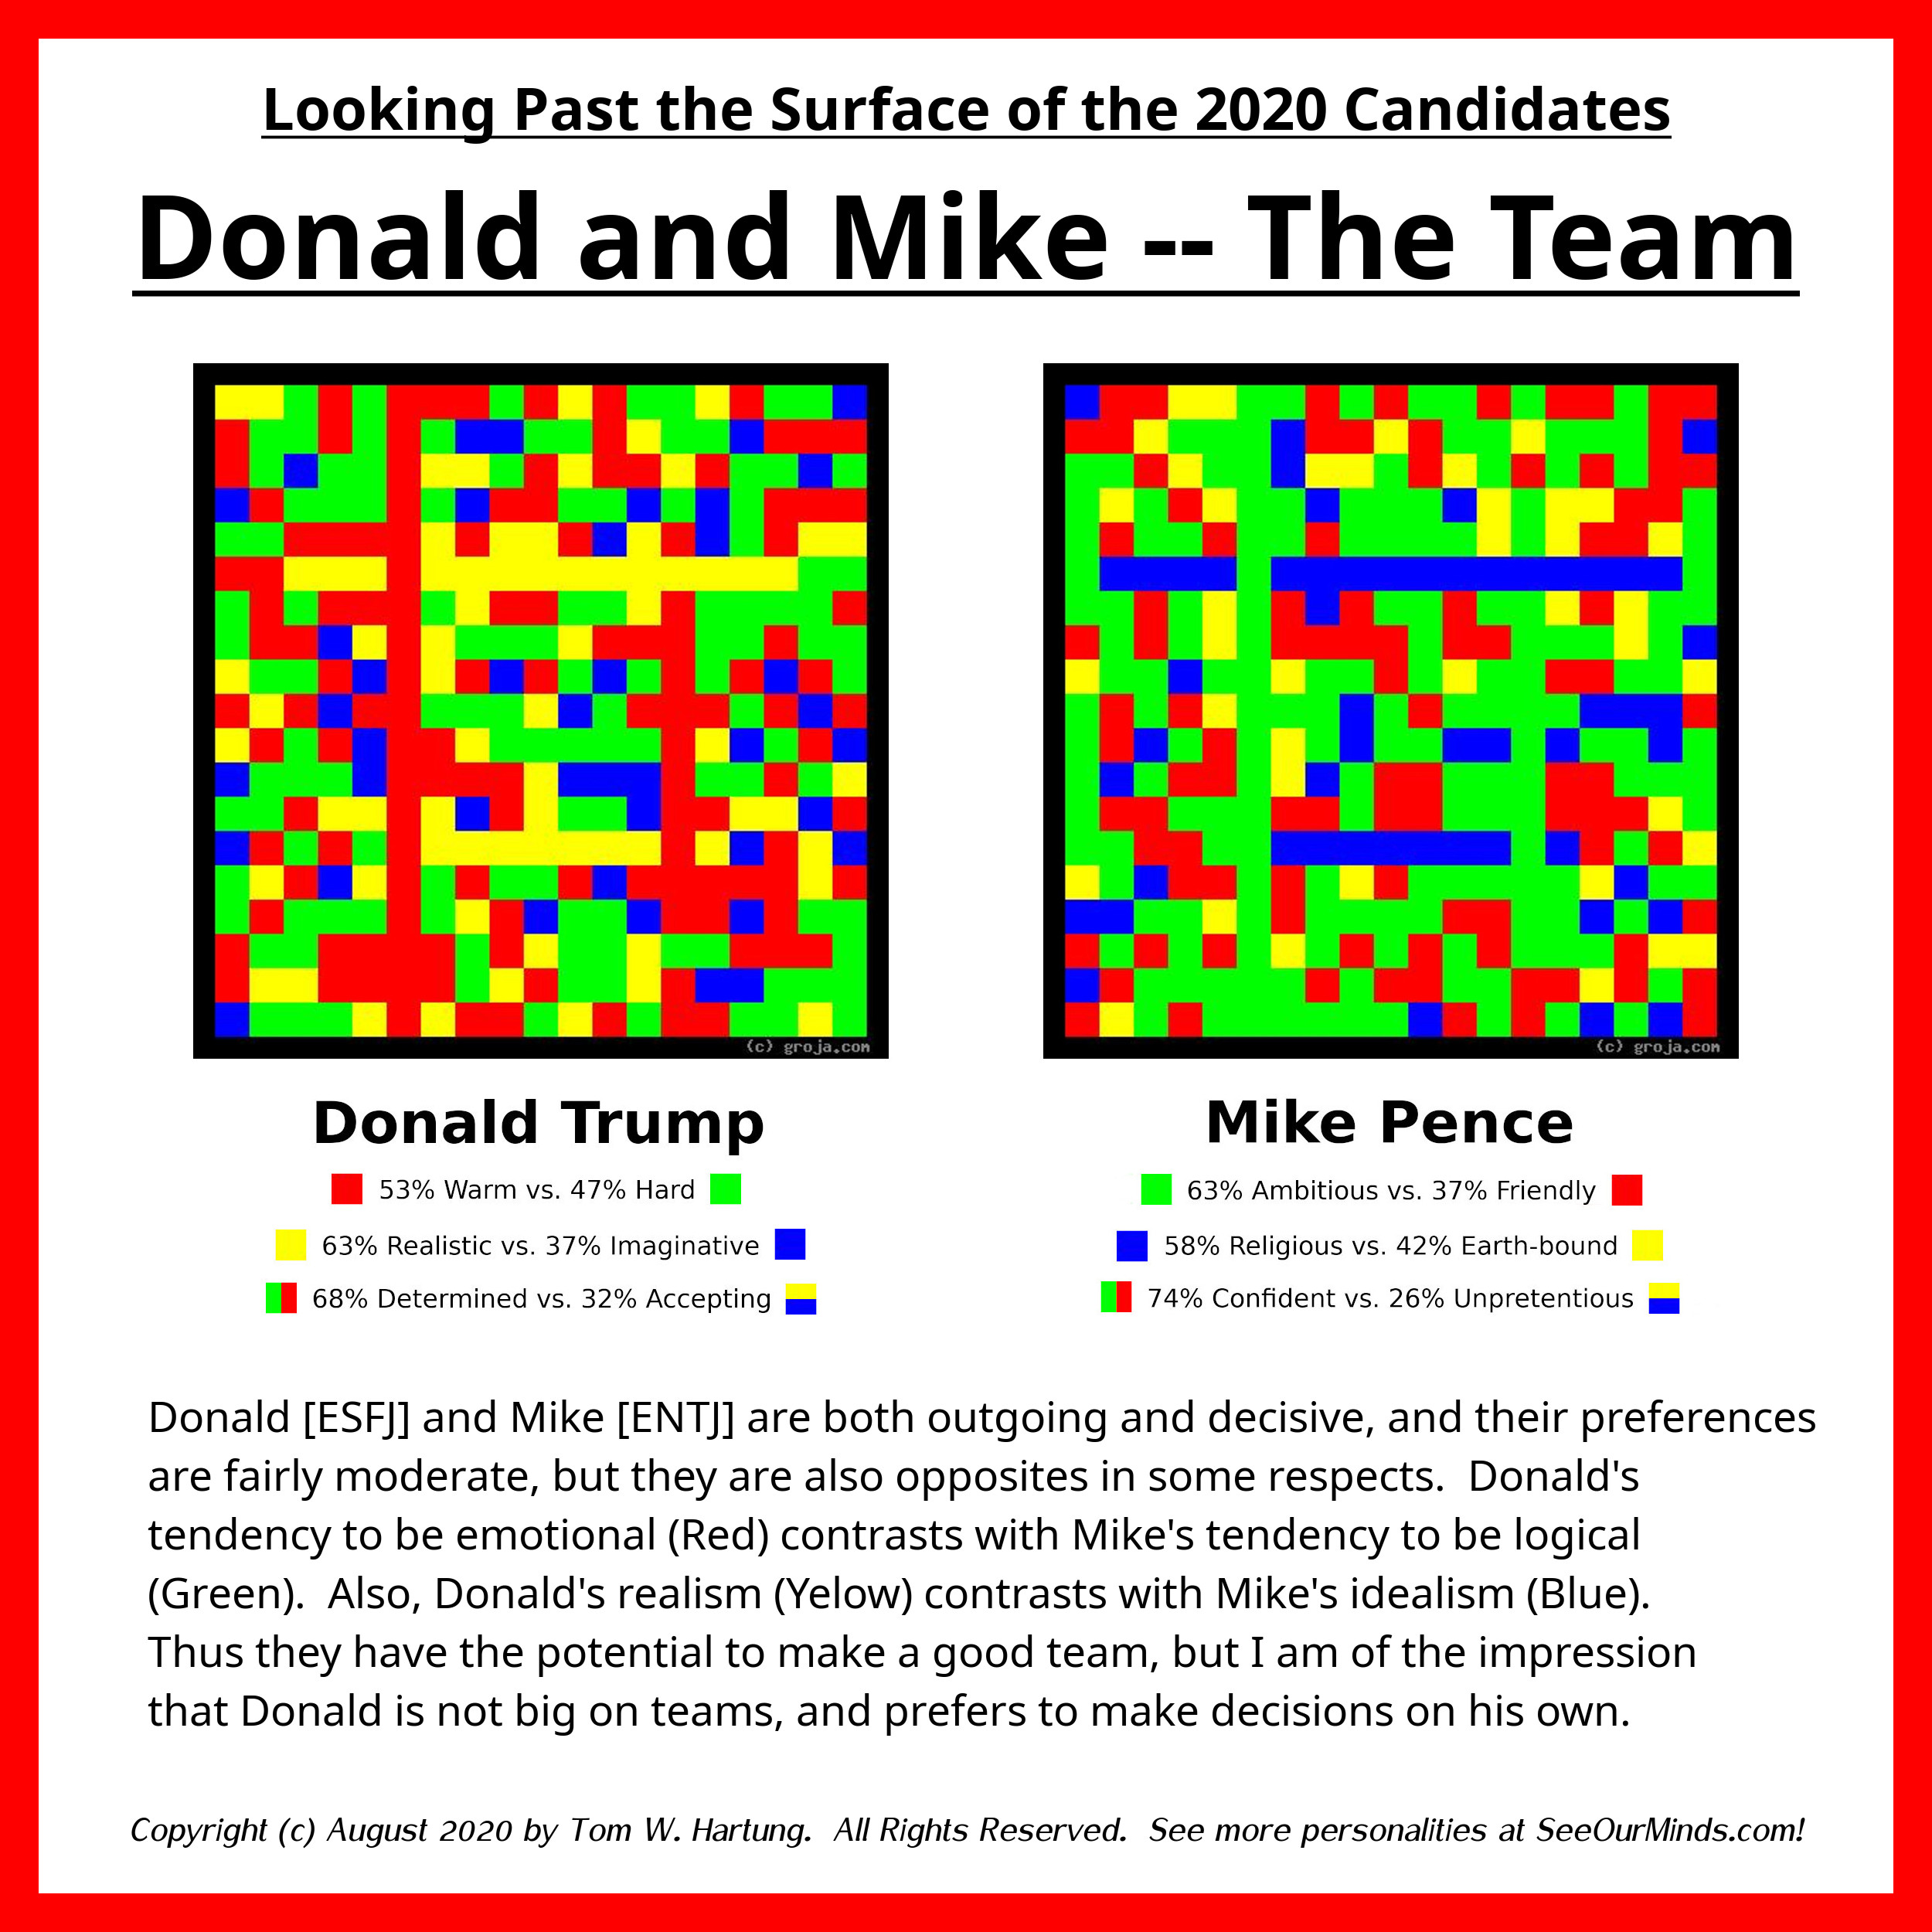 Looking Past the Surface of the 2020 Candidates
Donald and Mike -- The Team
(c) groja.com
(c) groja.com
Donald Trump
53% Warm vs. 47% Hard
63% Realistic vs. 37% Imaginative
68% Determined vs. 32% Accepting
Mike Pence
63% Ambitious vs. 37% Friendly
58% Religious vs. 42% Earth-bound
74% Confident vs. 26% Unpretentious
Donald [ESFJ] and Mike [ENTJ] are both outgoing and decisive, and their preferences
are fairly moderate, but they are also opposites in some respects.  Donald's
tendency to be emotional (Red) contrasts with Mike's tendency to be logical
(Green).  Also, Donald's realism (Yelow) contrasts with Mike's idealism (Blue).
Thus they have the potential to make a good team, but I am of the impression
that Donald is not big on teams, and prefers to make decisions on his own.
Copyright (c) August 2020 by Tom W. Hartung.  All Rights Reserved.  See more personalities at SeeOurMinds.com!